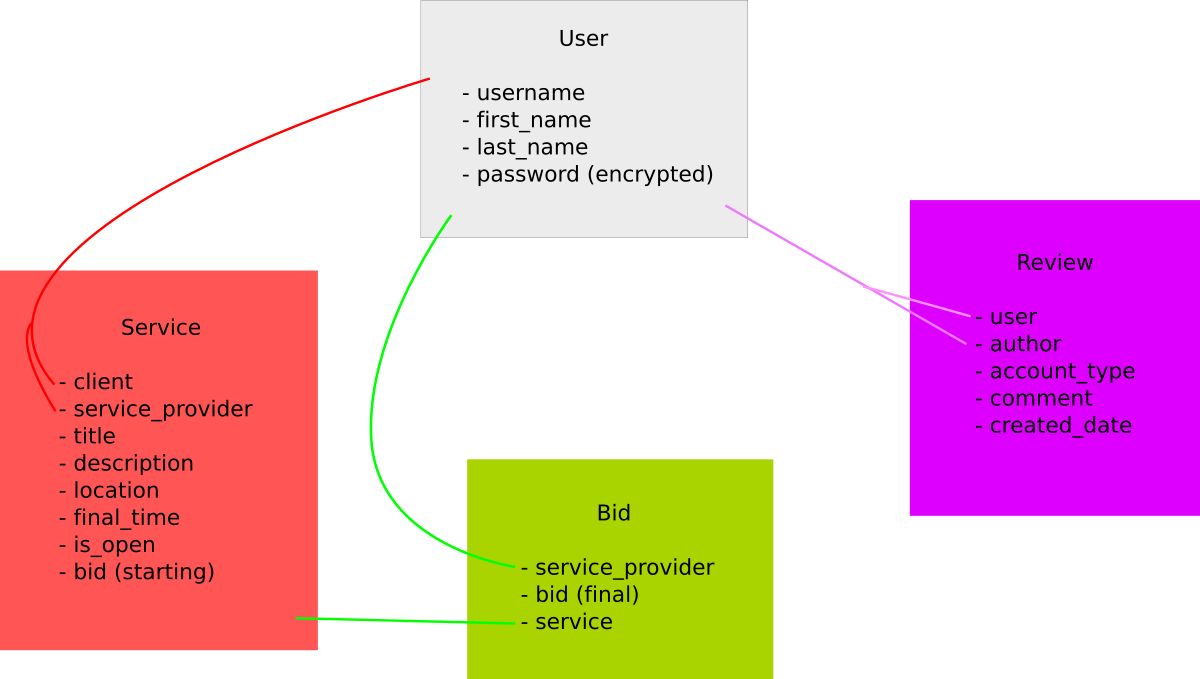 User
- username
- first_name
- last_name
- password (encrypted)
Service
- client
- service_provider
- title
- description
- location
- final_time
- is_open
- bid (starting)
Bid
- service_provider
- bid (final)
- service
Review
- user
- author
- account_type
- comment
- created_date